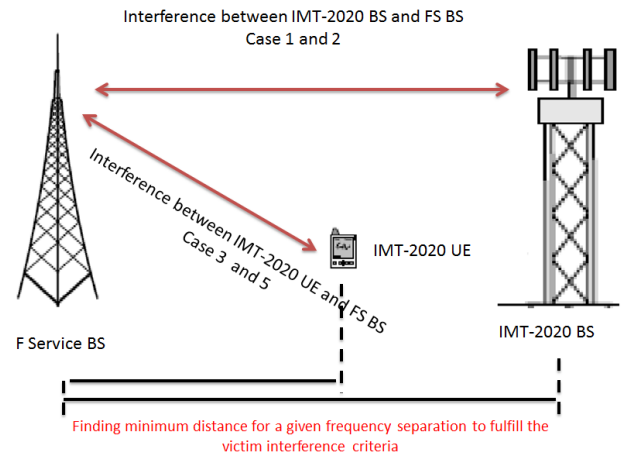 Interference between IMT-2020 BS and FS BS
Case 1 and 2
Interference between IMT-2020 UE and FS BS
Case 3 and 5
IMT-2020 UE
IMT-2020 BS
F Service BS
Finding minimum distance for a given frequency separation to fulfill the
victim interference criteria